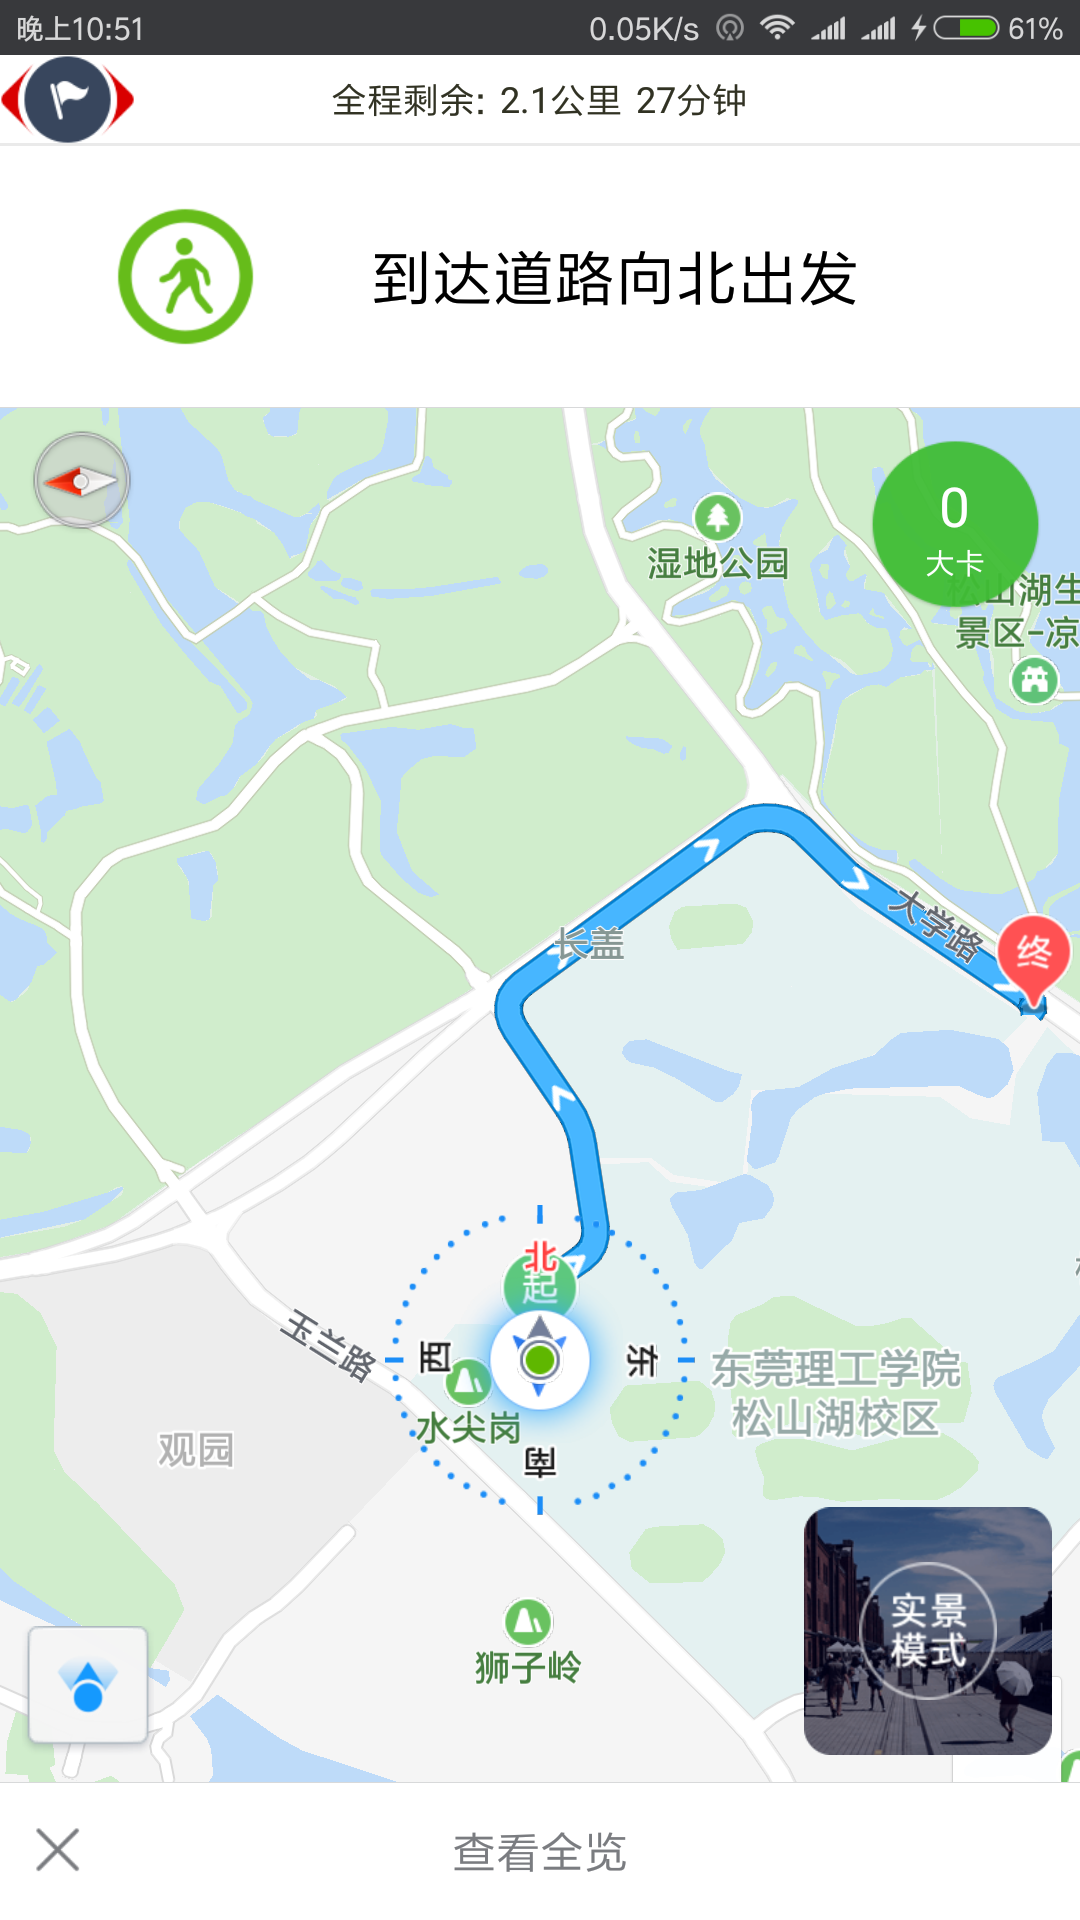 晚上10:51
0.05K/s
61%
全程剩余: 2.1公里 27分钟
到达道路向北出发
0
大卡
湿地公园
松山湖生
景区-凉
长盖
大学路
终
北
起
西
东
南
玉兰路
水尖岗
东莞理工学院
松山湖校区
观园
狮子岭
实景
模式
查看全览